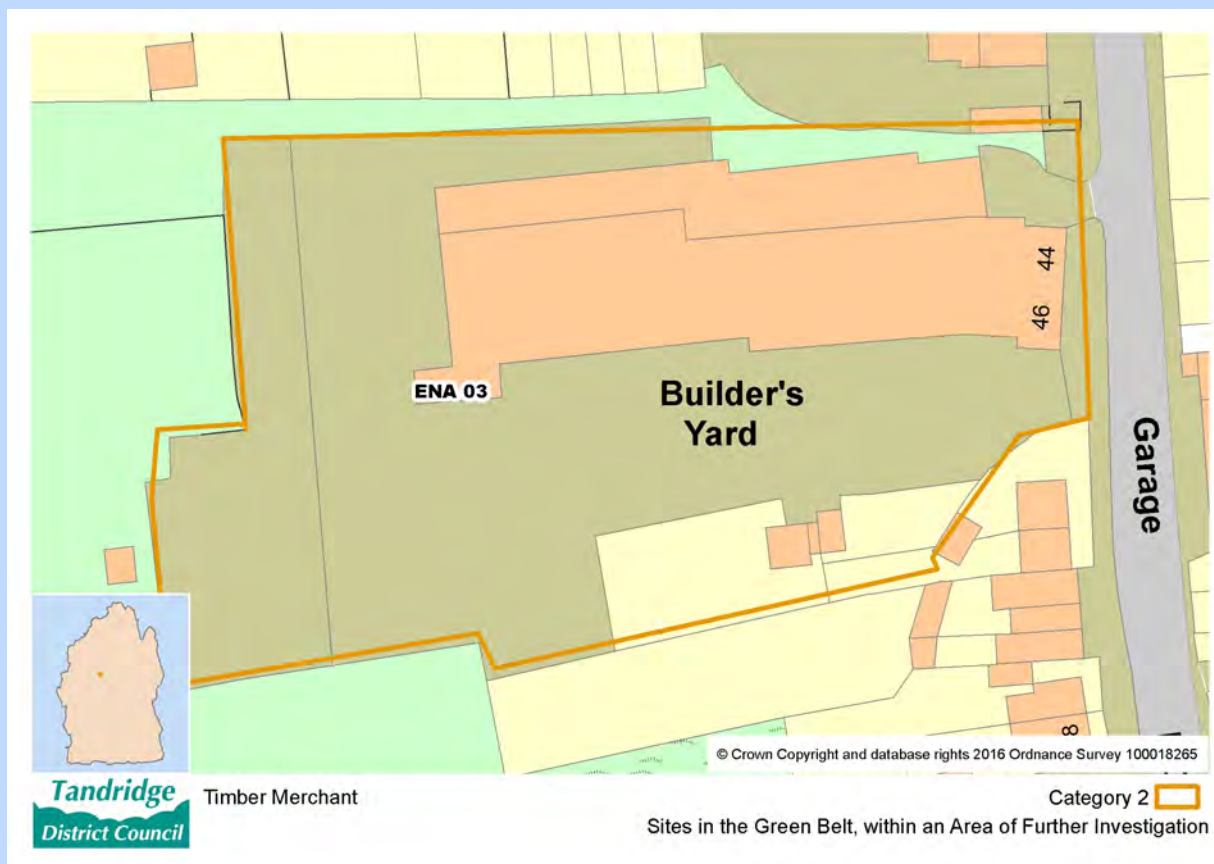 44
46
ENA 03
Builder's
Yard
Garage
8
© Crown Copyright and database rights 2016 Ordnance Survey 100018265
Tandridge
District Council
Timber Merchant
Category 2
Sites in the Green Belt, within an Area of Further Investigation